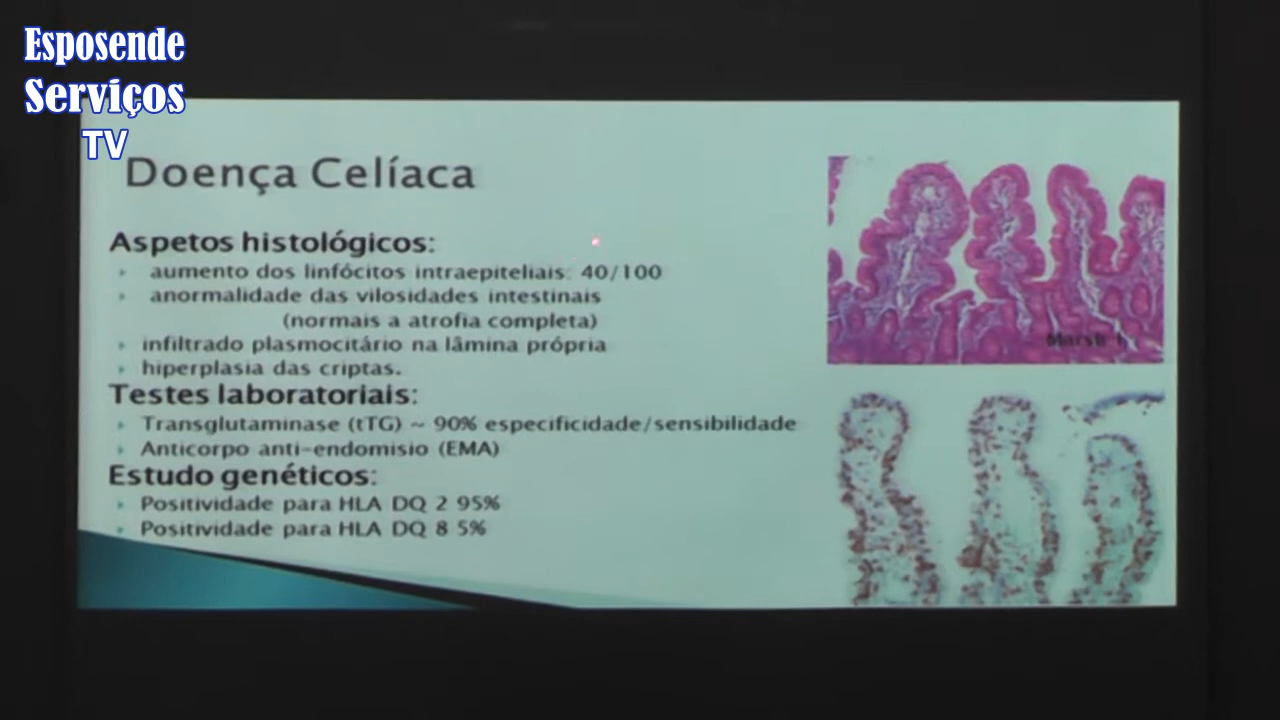 Esposende
Serviços
TV
Doença Celíaca
Aspetos histológicos:
aumento dos linfócitos intraepiteliais: 40/100
anormalidade das vilosidades intestinais
(normais a atrofia completa)
infiltrado plasmocitário na lâmina própria
hiperplasia das criptas.
Testes laboratoriais:
Transglutaminase (tTG) ~ 90% especificidade/sensibilidade
Anticorpo anti-endomisio (EMA)
Estudo genéticos:
Positividade para HLA DQ 2 95%
Positividade para HLA DQ 8 5%
Marsh